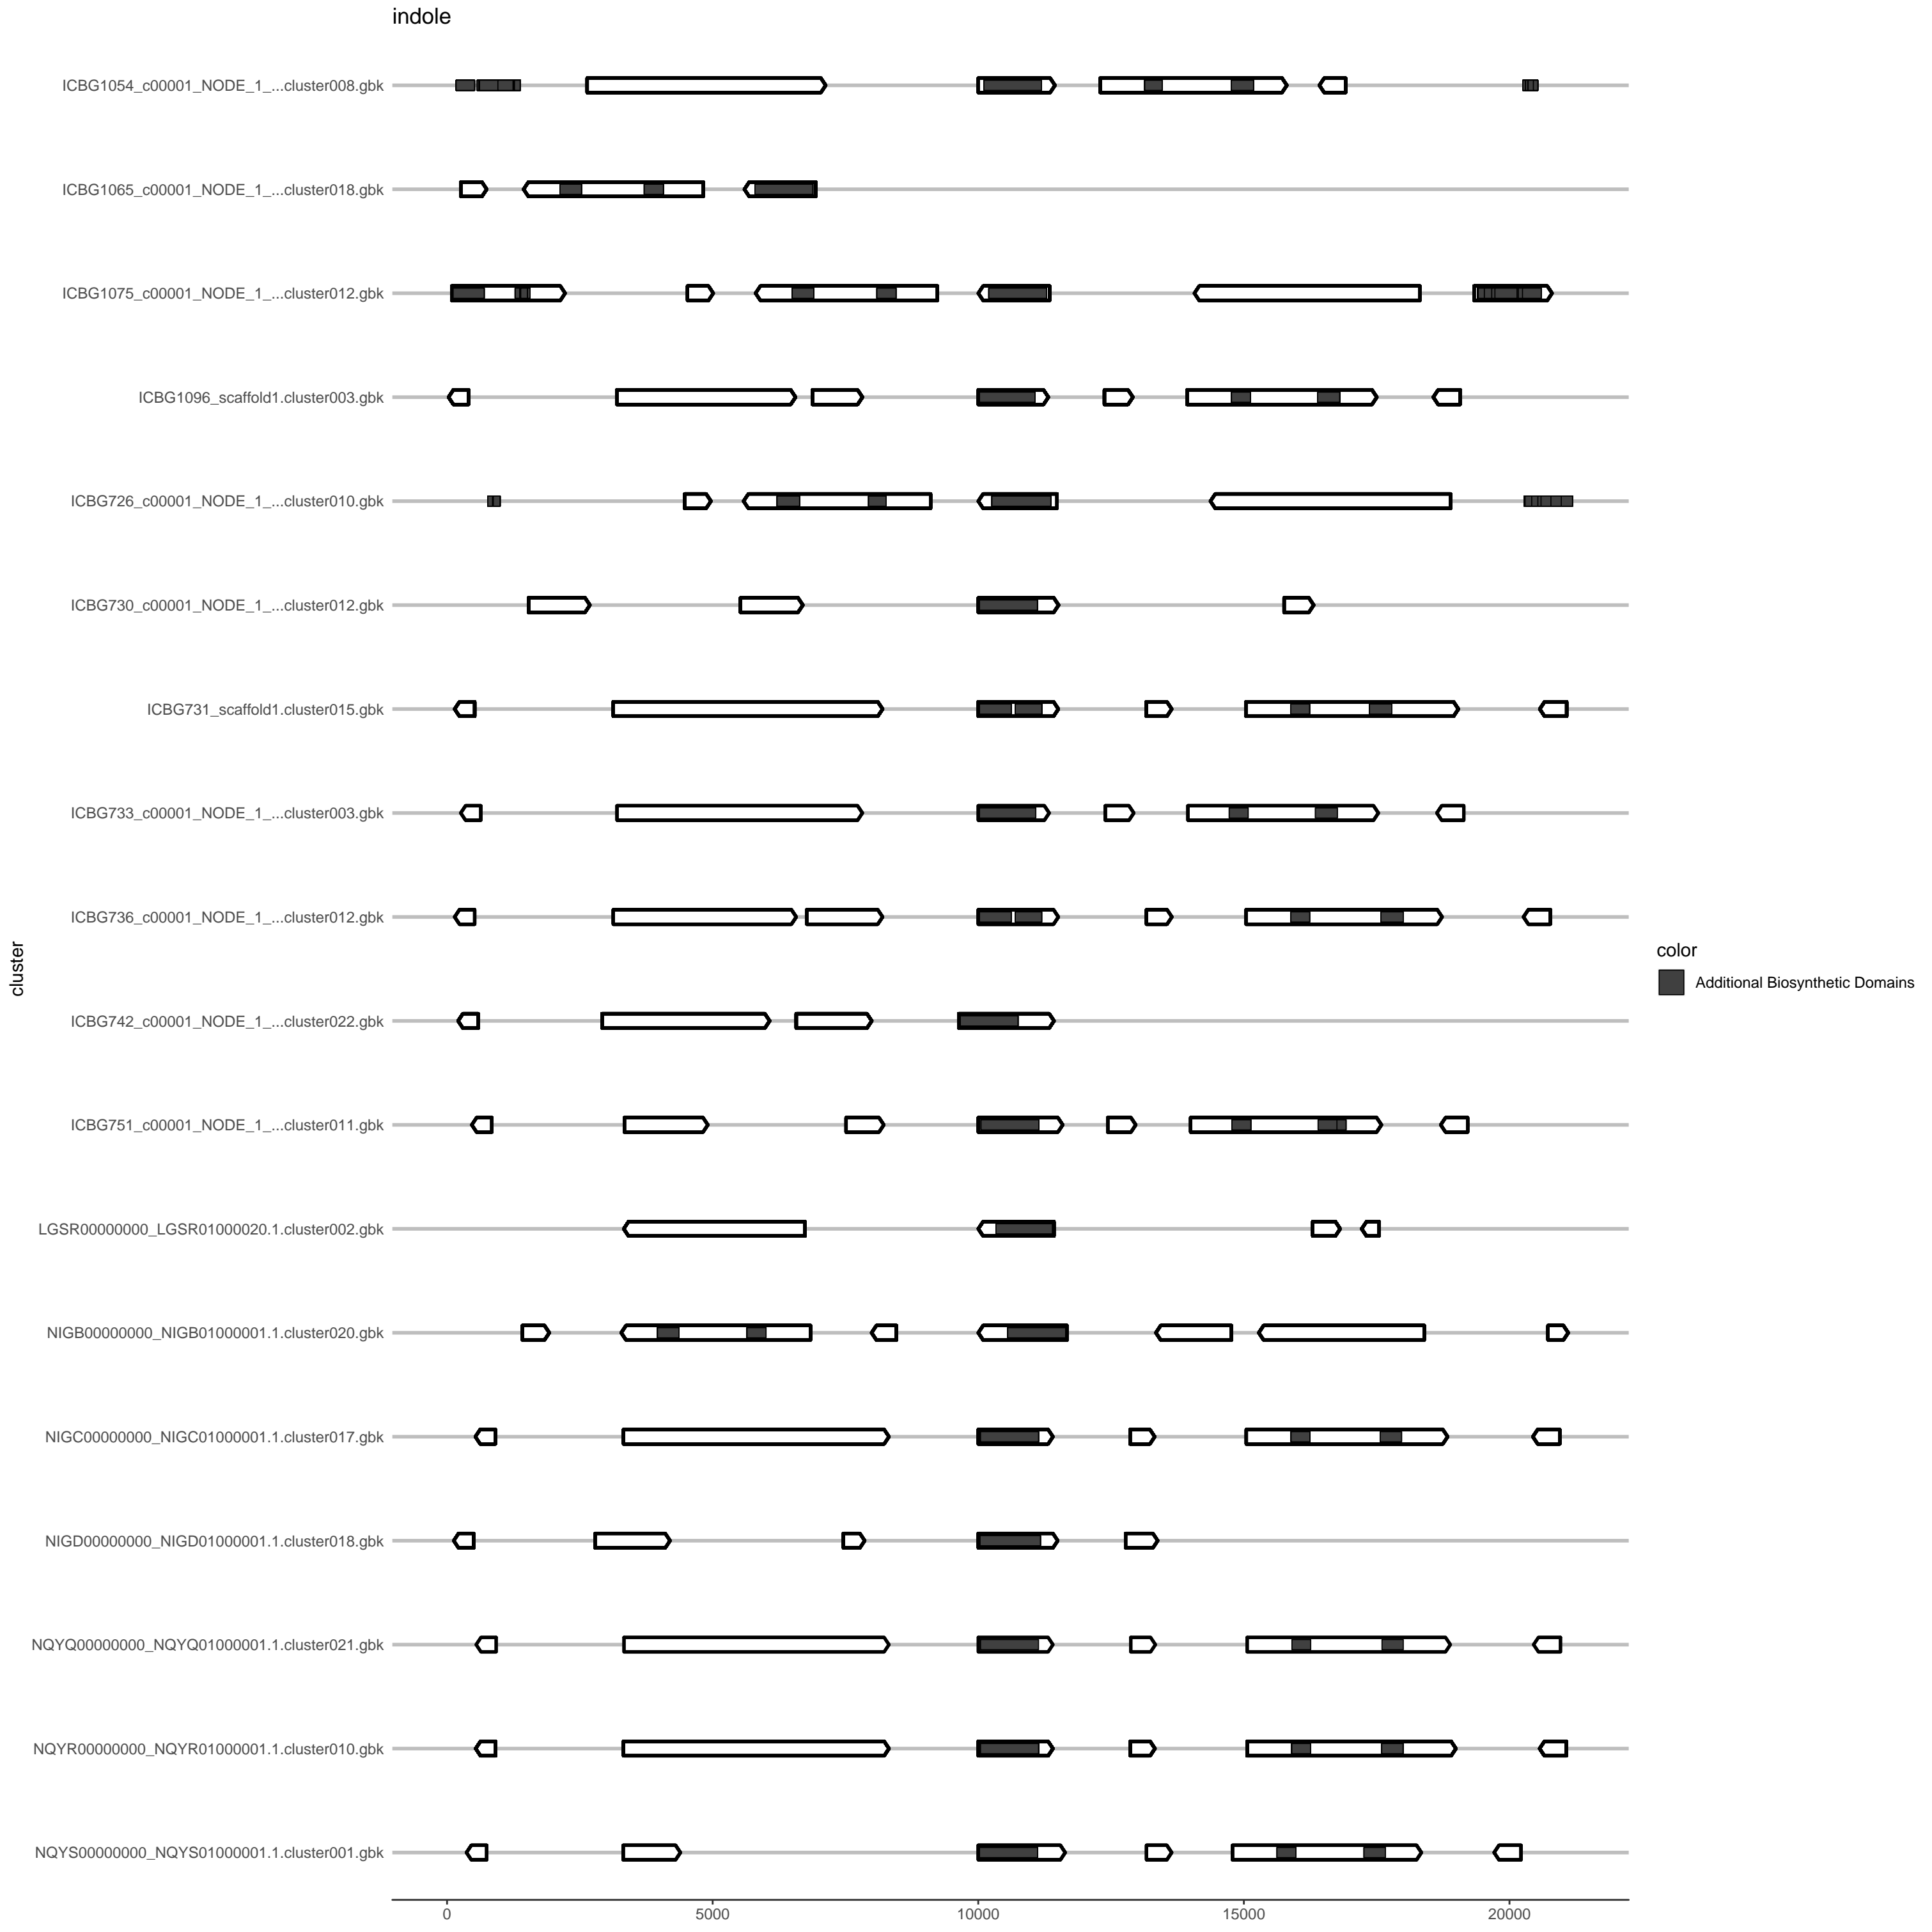 indole
ICBG1054_c00001_NODE_1_...cluster008.gbk
ICBG1065_c00001_NODE_1_...cluster018.gbk
ICBG1075_c00001_NODE_1_...cluster012.gbk
ICBG1096_scaffold1.cluster003.gbk
ICBG726_c00001_NODE_1_...cluster010.gbk
ICBG730_c00001_NODE_1_...cluster012.gbk
ICBG731_scaffold1.cluster015.gbk
ICBG733_c00001_NODE_1_...cluster003.gbk
ICBG736_c00001_NODE_1_...cluster012.gbk
ICBG742_c00001_NODE_1_...cluster022.gbk
ICBG751_c00001_NODE_1_...cluster011.gbk
LGSR00000000_LGSR01000020.1.cluster002.gbk
NIGB00000000_NIGB01000001.1.cluster020.gbk
NIGC00000000_NIGC01000001.1.cluster017.gbk
NIGD00000000_NIGD01000001.1.cluster018.gbk
NQYQ00000000_NQYQ01000001.1.cluster021.gbk
NQYR00000000_NQYR01000001.1.cluster010.gbk
NQYS00000000_NQYS01000001.1.cluster001.gbk
cluster
0 5000 10000 15000 20000
color
Additional Biosynthetic Domains